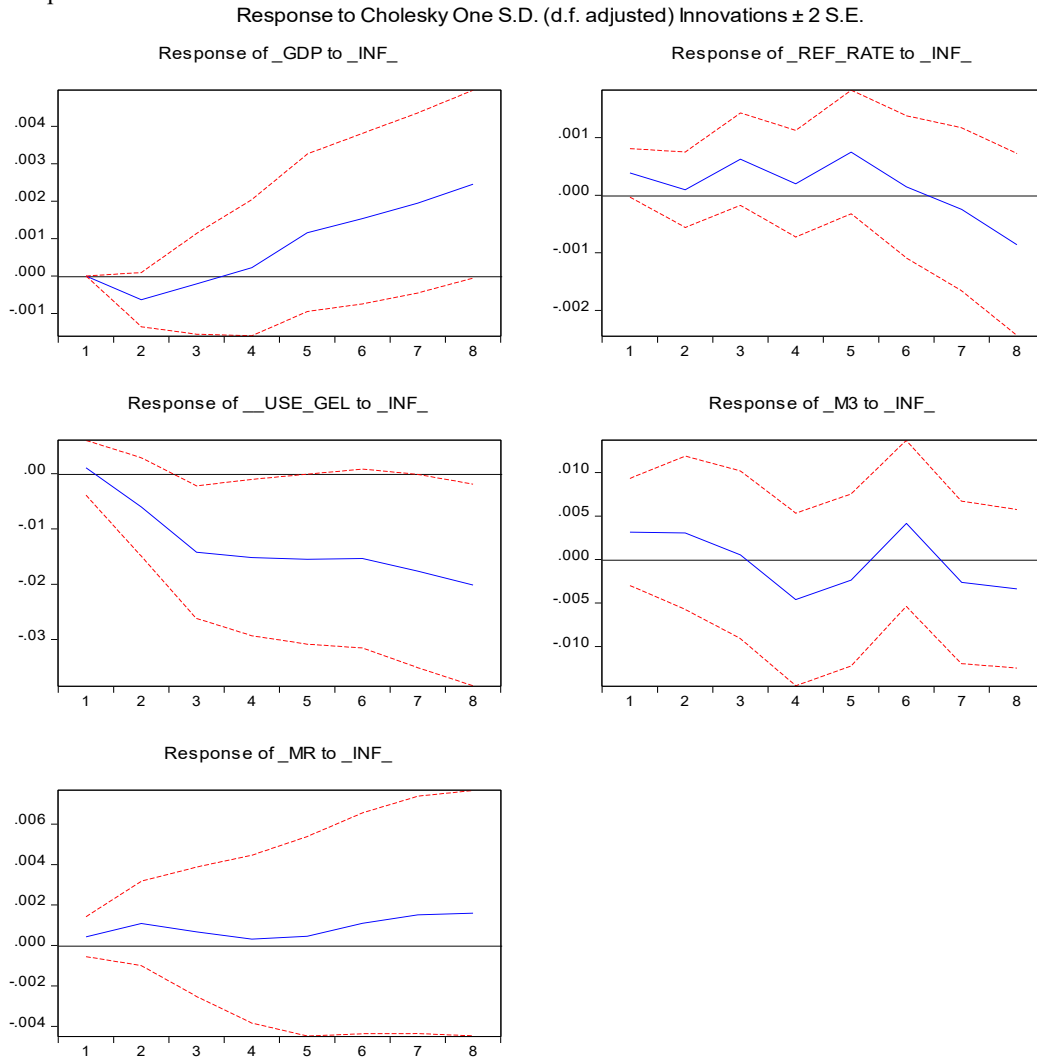 Response to Cholesky One S.D. (d.f. adjusted) Innovations ± 2 S.E.
Response of _GDP to _INF_
.004
.003
.002
.001
.000
-.001
1 2 3 4 5 6 7 8
Response of _REF_RATE to _INF_
.001
.000
-.001
-.002
1 2 3 4 5 6 7 8
Response of __USE_GEL to _INF_
.00
-.01
-.02
-.03
1 2 3 4 5 6 7 8
Response of _M3 to _INF_
.010
.005
.000
-.005
-.010
1 2 3 4 5 6 7 8
Response of _MR to _INF_
.006
.004
.002
.000
-.002
-.004
1 2 3 4 5 6 7 8